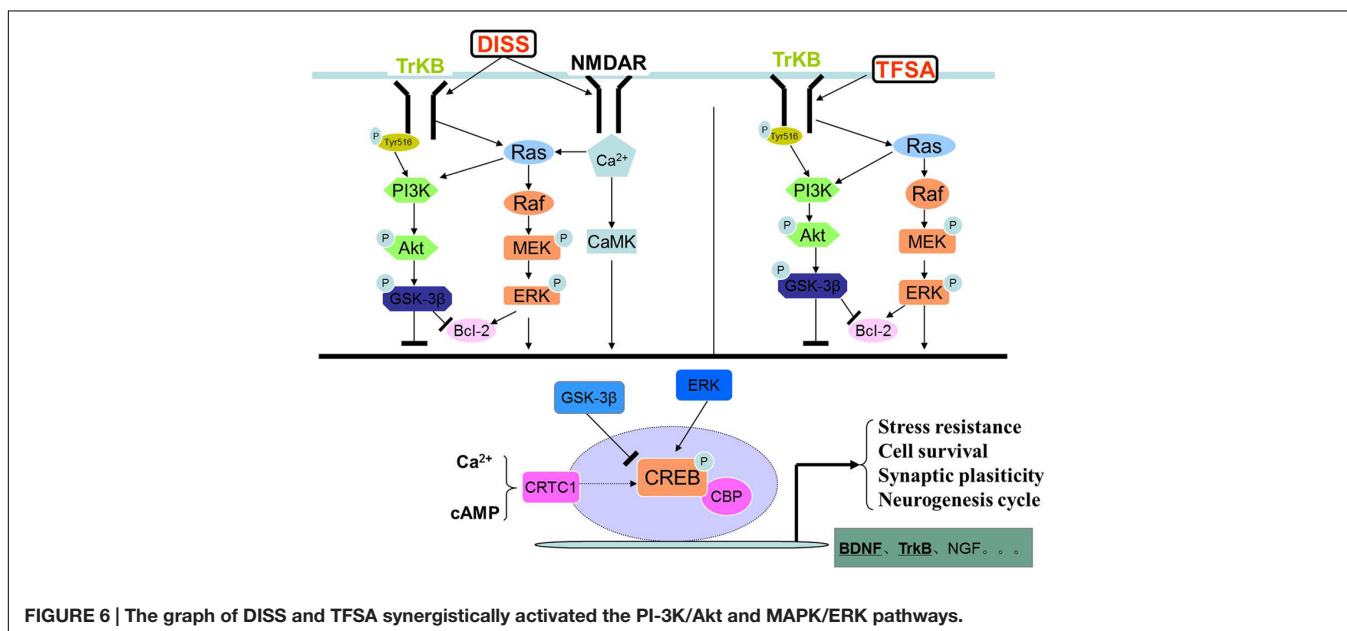 DISS
TrKB
NMDAR
P
Tyr516
Ras
Ca²⁺
PI3K
Raf
P
Akt
MEK
P
CaMK
P
GSK-3β
ERK
P
Bcl-2
TrKB
TFSA
P
Tyr516
Ras
PI3K
Raf
P
Akt
MEK
P
P
GSK-3β
ERK
P
Bcl-2
GSK-3β
ERK
Ca²⁺
cAMP
CRTC1
CREB
P
CBP
Stress resistance
Cell survival
Synaptic plasiticity
Neurogenesis cycle
BDNF、TrkB、NGF。。。
FIGURE 6 | The graph of DISS and TFSA synergistically activated the PI-3K/Akt and MAPK/ERK pathways.